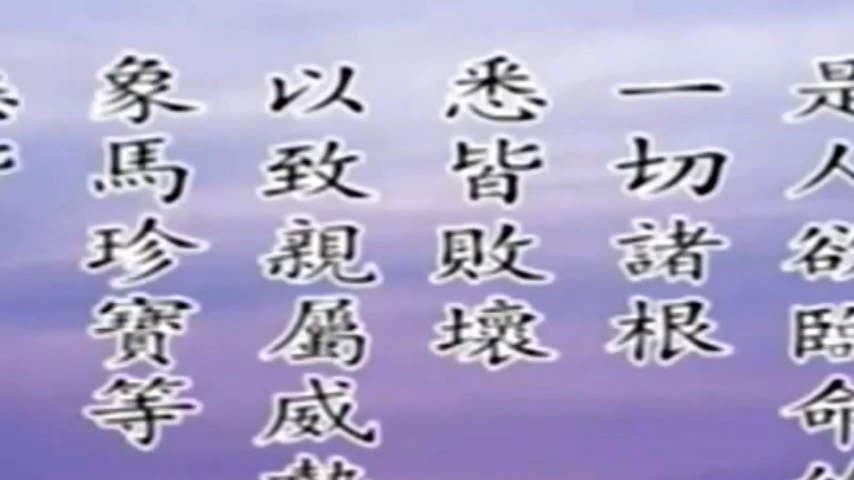 是人欲臨命
一切諸根
悉皆敗壞
以致親屬威
象馬珍寶等